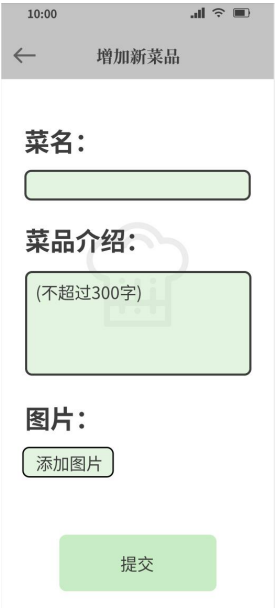 10:00
增加新菜品
菜名：
菜品介绍：
(不超过300字)
图片：
添加图片
提交